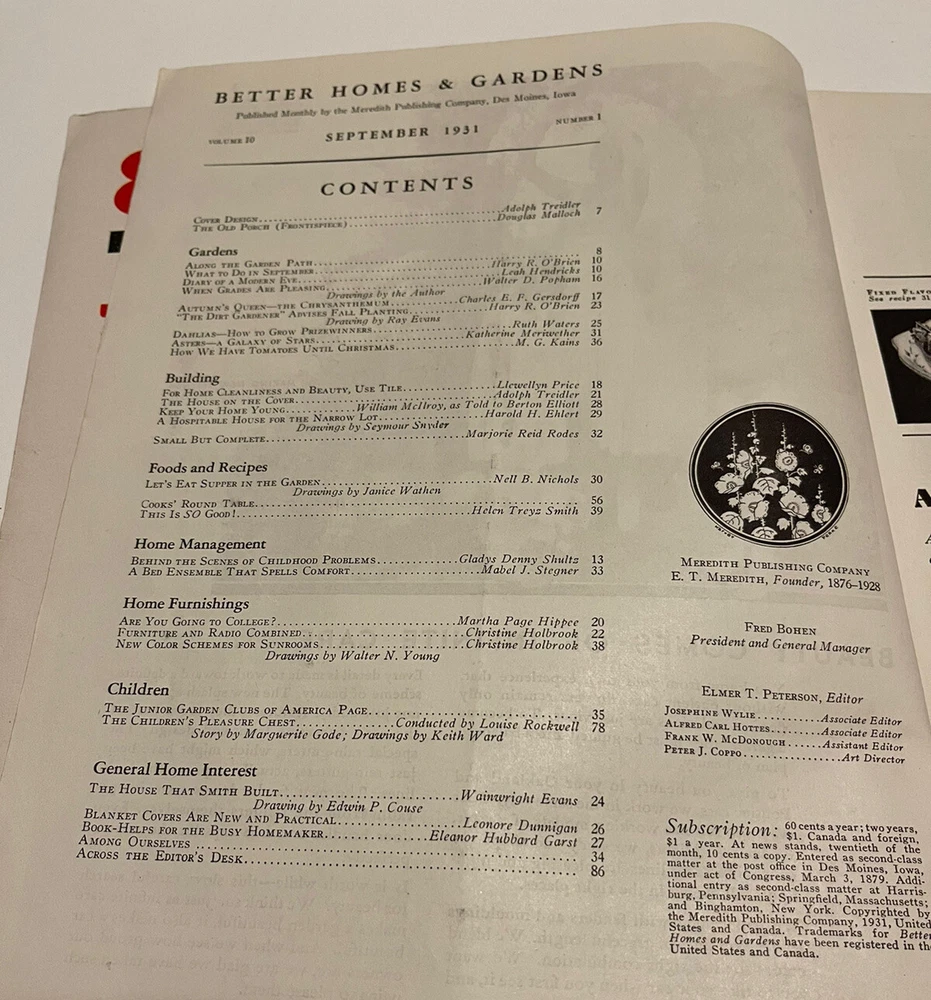 BETTER HOMES & GARDENS
Published Monthly by the Meredith Publishing Company, Des Moines, Iowa
VOLUME 10 SEPTEMBER 1931 NUMBER 1
CONTENTS
COVER DESIGN....Adolph Treidler
THE OLD PORCH (FRONTISPIECE)....Douglas Malloch 7
Gardens
ALONG THE GARDEN PATH.... 8
WHAT TO DO IN SEPTEMBER....Harry R. O'Brien 10
DIARY OF A MODERN EVE....Leah Hendricks 10
WHEN GRADES ARE PLEASING....Walter D. Popham 16
Drawings by the Author
AUTUMN'S QUEEN—THE CHRYSANTHEMUM....Charles E. F. Gersdorff 17
"THE DIRT GARDENER" ADVISES FALL PLANTING....Harry R. O'Brien 23
Drawing by Ray Evans
DAHLIAS—HOW TO GROW PRIZEWINNERS....Ruth Waters 25
ASTERS—A GALAXY OF STARS....Katherine Meriwether 31
HOW WE HAVE TOMATOES UNTIL CHRISTMAS....M. G. Kains 36
Building
FOR HOME CLEANLINESS AND BEAUTY, USE TILE....Llewellyn Price 18
THE HOUSE ON THE COVER....Adolph Treidler 21
KEEP YOUR HOME YOUNG....William McIlroy, as Told to Berton Elliott 28
A HOSPITABLE HOUSE FOR THE NARROW LOT....Harold H. Ehlert 29
Drawings by Seymour Snyder
SMALL BUT COMPLETE....Marjorie Reid Rodes 32
Foods and Recipes
LET'S EAT SUPPER IN THE GARDEN....Nell B. Nichols 30
Drawings by Janice Wathen
COOKS' ROUND TABLE.... 56
THIS IS SO GOOD!....Helen Treyz Smith 39
Home Management
BEHIND THE SCENES OF CHILDHOOD PROBLEMS....Gladys Denny Shultz 13
A BED ENSEMBLE THAT SPELLS COMFORT....Mabel J. Stegner 33
Home Furnishings
ARE YOU GOING TO COLLEGE?....Martha Page Hippee 20
FURNITURE AND RADIO COMBINED....Christine Holbrook 22
NEW COLOR SCHEMES FOR SUNROOMS....Christine Holbrook 38
Drawings by Walter N. Young
Children
THE JUNIOR GARDEN CLUBS OF AMERICA PAGE.... 35
THE CHILDREN'S PLEASURE CHEST....Conducted by Louise Rockwell 78
Story by Marguerite Gode; Drawings by Keith Ward
General Home Interest
THE HOUSE THAT SMITH BUILT....Wainwright Evans 24
Drawing by Edwin P. Couse
BLANKET COVERS ARE NEW AND PRACTICAL....Leonore Dunnigan 26
BOOK-HELPS FOR THE BUSY HOMEMAKER....Eleanor Hubbard Garst 27
AMONG OURSELVES.... 34
ACROSS THE EDITOR'S DESK.... 86
MEREDITH PUBLISHING COMPANY
E. T. MEREDITH, Founder, 1876–1928
FRED BOHEN
President and General Manager
ELMER T. PETERSON, Editor
JOSEPHINE WYLIE....Associate Editor
ALFRED CARL HOTTES....Associate Editor
FRANK W. MCDONOUGH....Assistant Editor
PETER J. COPPO....Art Director
Subscription: 60 cents a year; two years,
$1. Canada and foreign,
$1 a year. At news stands, twentieth of the
month, 10 cents a copy. Entered as second-class
matter at the post office in Des Moines, Iowa,
under act of Congress, March 3, 1879. Addi-
tional entry as second-class matter at Harris-
burg, Pennsylvania; Springfield, Massachusetts;
and Binghamton, New York. Copyrighted by
the Meredith Publishing Company, 1931, United
States and Canada. Trademarks for Better
Homes and Gardens have been registered in the
United States and Canada.
8
See recipe
A